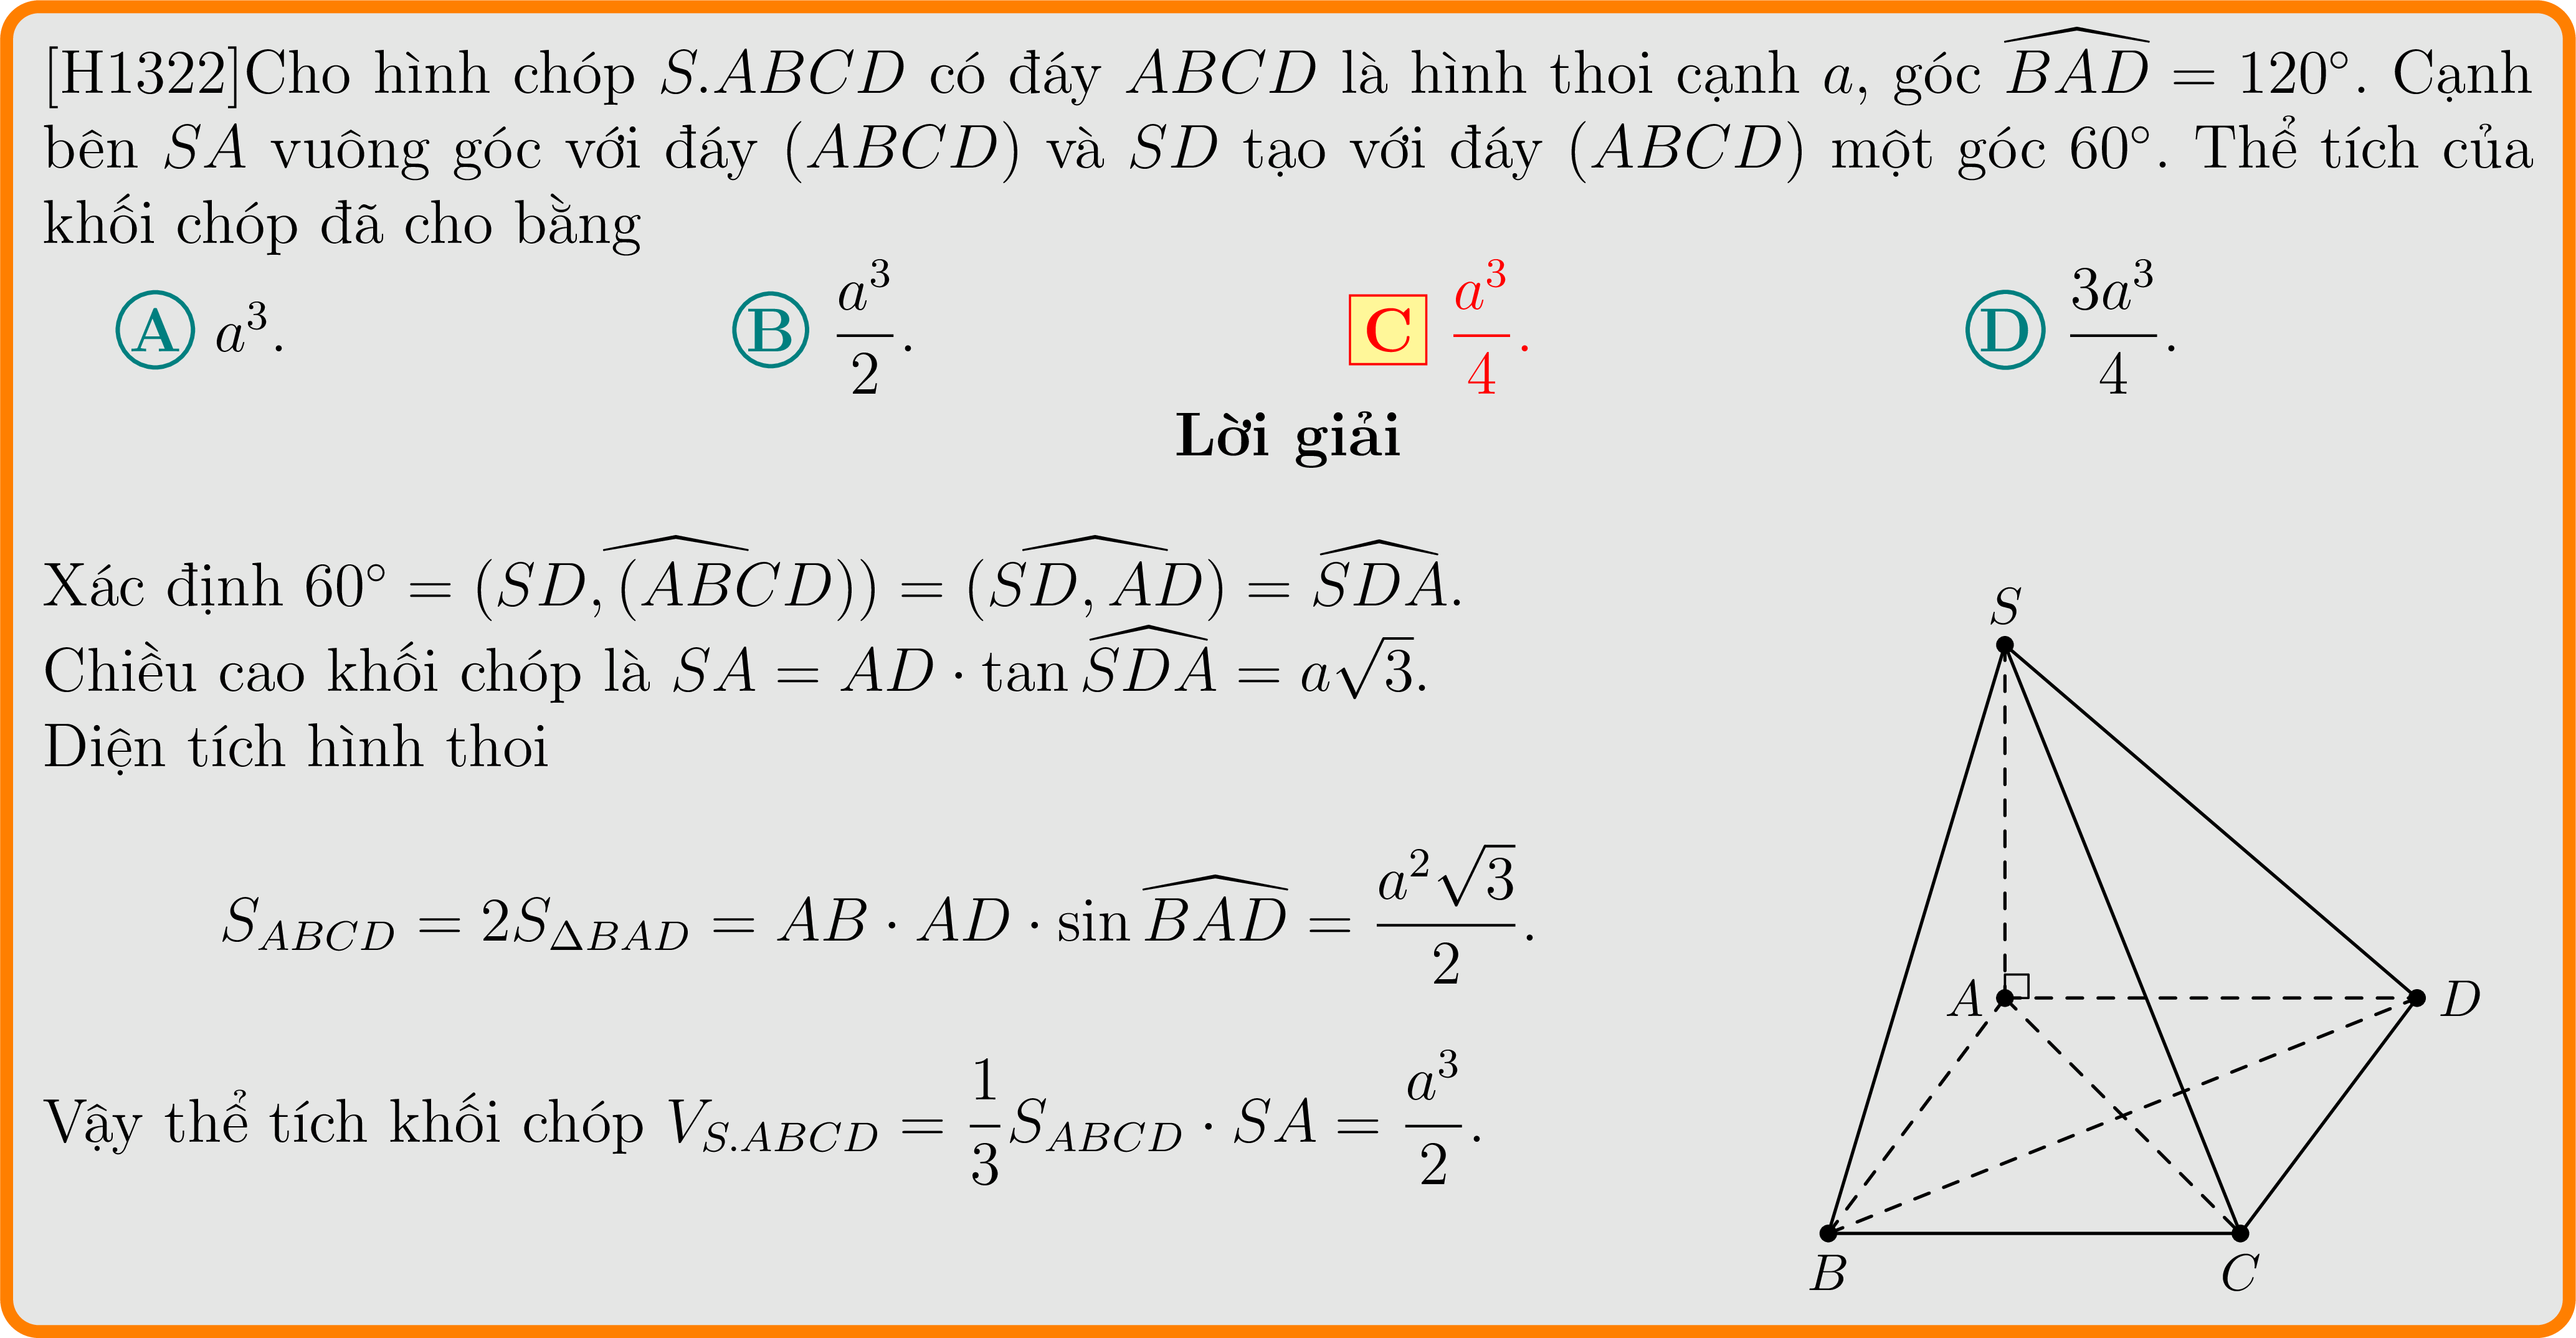 [H1322]Cho hình chóp S.ABCD có đáy ABCD là hình thoi cạnh a, góc $\widehat{BAD}$ = 120°. Cạnh
bên SA vuông góc với đáy (ABCD) và SD tạo với đáy (ABCD) một góc 60°. Thể tích của
khối chóp đã cho bằng
A $a^3$. B $\frac{a^3}{2}$. C $\frac{a^3}{4}$. D $\frac{3a^3}{4}$.
Lời giải
Xác định 60° = $\widehat{(SD, (ABCD))}$ = $\widehat{(SD, AD)}$ = $\widehat{SDA}$.
Chiều cao khối chóp là $SA = AD \cdot \tan \widehat{SDA} = a\sqrt{3}$.
Diện tích hình thoi
$S_{ABCD} = 2S_{\Delta BAD} = AB \cdot AD \cdot \sin \widehat{BAD} = \frac{a^2\sqrt{3}}{2}$.
Vậy thể tích khối chóp $V_{S.ABCD} = \frac{1}{3}S_{ABCD} \cdot SA = \frac{a^3}{2}$.
S
A
D
B
C